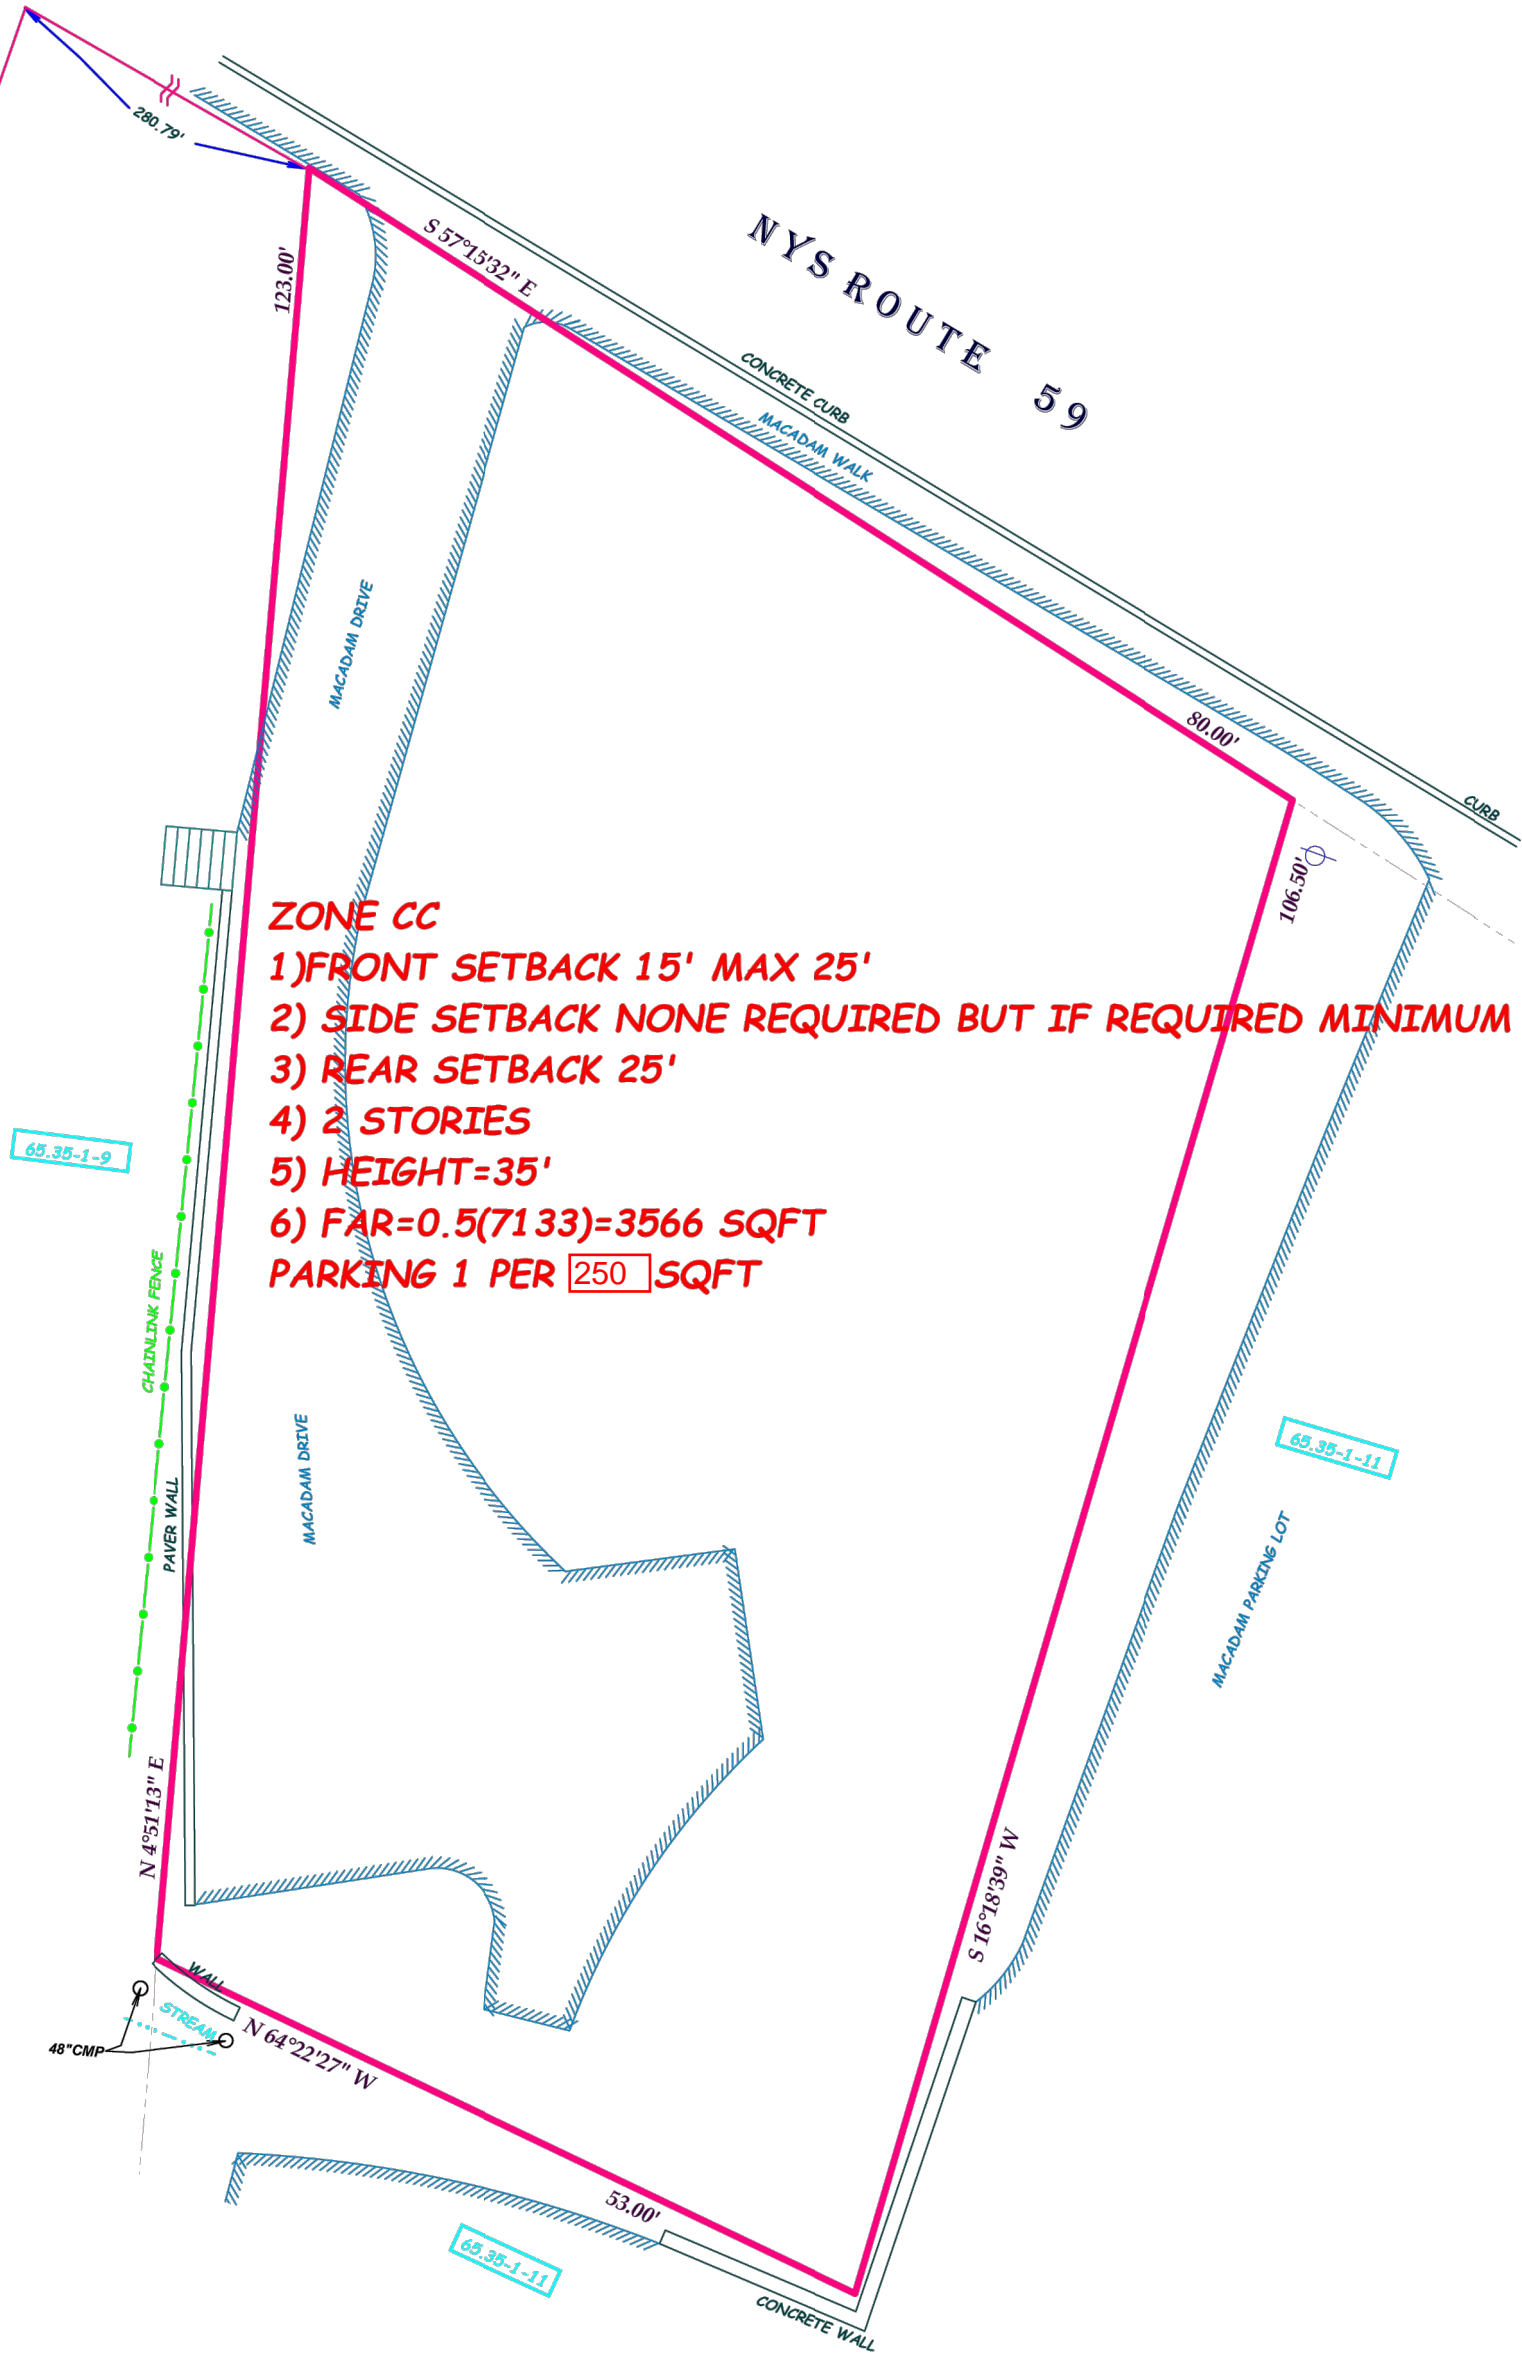 280.79'
123.00'
S 57°15'32" E
NYS ROUTE 59
CONCRETE CURB
MACADAM WALK
MACADAM DRIVE
80.00'
CURB
106.50'
ZONE CC
1)FRONT SETBACK 15' MAX 25'
2) SIDE SETBACK NONE REQUIRED BUT IF REQUIRED MINIMUM
3) REAR SETBACK 25'
4) 2 STORIES
5) HEIGHT=35'
6) FAR=0.5(7133)=3566 SQFT
PARKING 1 PER 250 SQFT
65.35-1-9
CHAINLINK FENCE
PAVER WALL
MACADAM DRIVE
65.35-1-11
MACADAM PARKING LOT
N 4°51'13" E
S 16°18'39" W
WALL
STREAM
48"CMP
N 64°22'27" W
53.00'
65.35-1-11
CONCRETE WALL